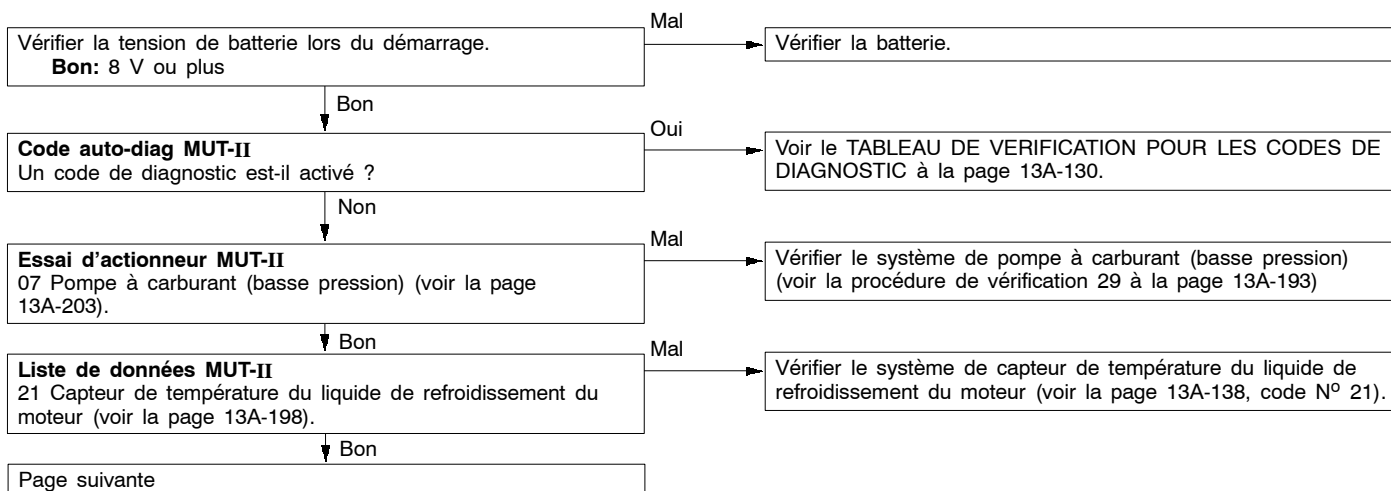 Mal
Vérifier la tension de batterie lors du démarrage.
Bon: 8 V ou plus
Vérifier la batterie.
Bon
Oui
Code auto-diag MUT-II
Un code de diagnostic est-il activé ?
Voir le TABLEAU DE VERIFICATION POUR LES CODES DE
DIAGNOSTIC à la page 13A-130.
Non
Mal
Essai d'actionneur MUT-II
07 Pompe à carburant (basse pression) (voir la page
13A-203).
Vérifier le système de pompe à carburant (basse pression)
(voir la procédure de vérification 29 à la page 13A-193)
Bon
Mal
Liste de données MUT-II
21 Capteur de température du liquide de refroidissement du
moteur (voir la page 13A-198).
Vérifier le système de capteur de température du liquide de
refroidissement du moteur (voir la page 13A-138, code Nº 21).
Bon
Page suivante